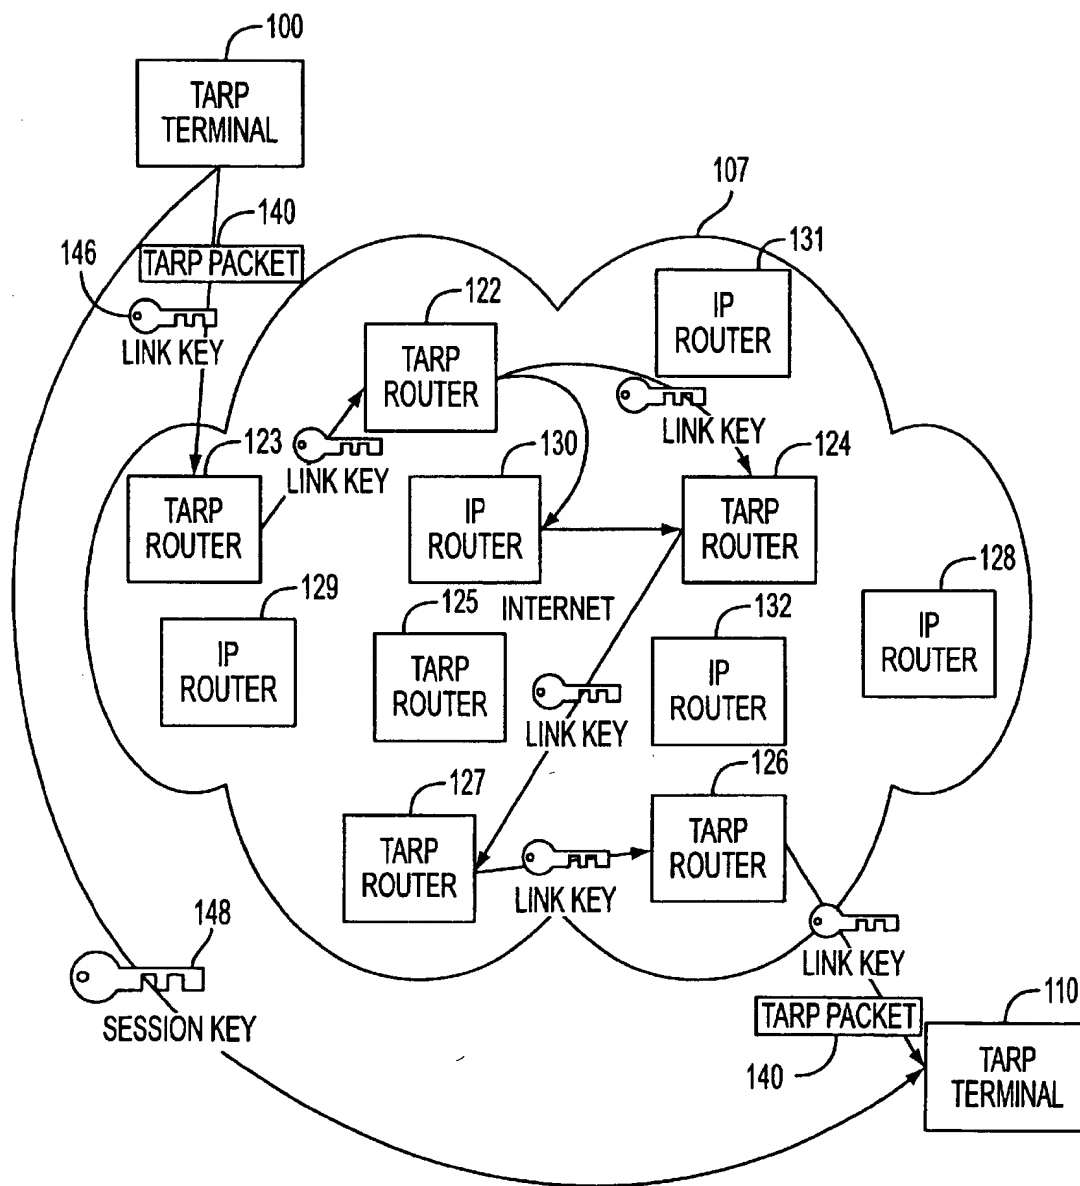 100
TARP
TERMINAL
107
140
TARP PACKET
146
LINK KEY
131
IP
ROUTER
122
TARP
ROUTER
LINK KEY
123
TARP
ROUTER
LINK KEY
130
IP
ROUTER
124
TARP
ROUTER
INTERNET
129
IP
ROUTER
125
TARP
ROUTER
132
IP
ROUTER
128
IP
ROUTER
LINK KEY
127
TARP
ROUTER
126
TARP
ROUTER
LINK KEY
148
SESSION KEY
LINK KEY
TARP PACKET
140
110
TARP
TERMINAL